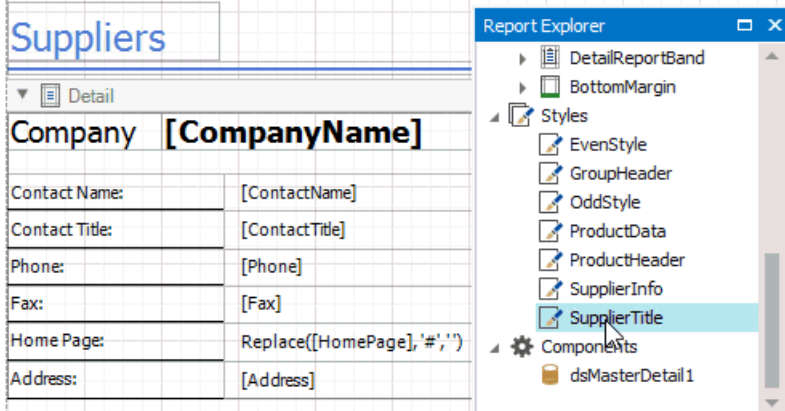 Suppliers
Detail
Company [CompanyName]
Contact Name: [ContactName]
Contact Title: [ContactTitle]
Phone: [Phone]
Fax: [Fax]
Home Page: Replace([HomePage],'#','')
Address: [Address]
Report Explorer
DetailReportBand
BottomMargin
Styles
EvenStyle
GroupHeader
OddStyle
ProductData
ProductHeader
SupplierInfo
SupplierTitle
Components
dsMasterDetail1